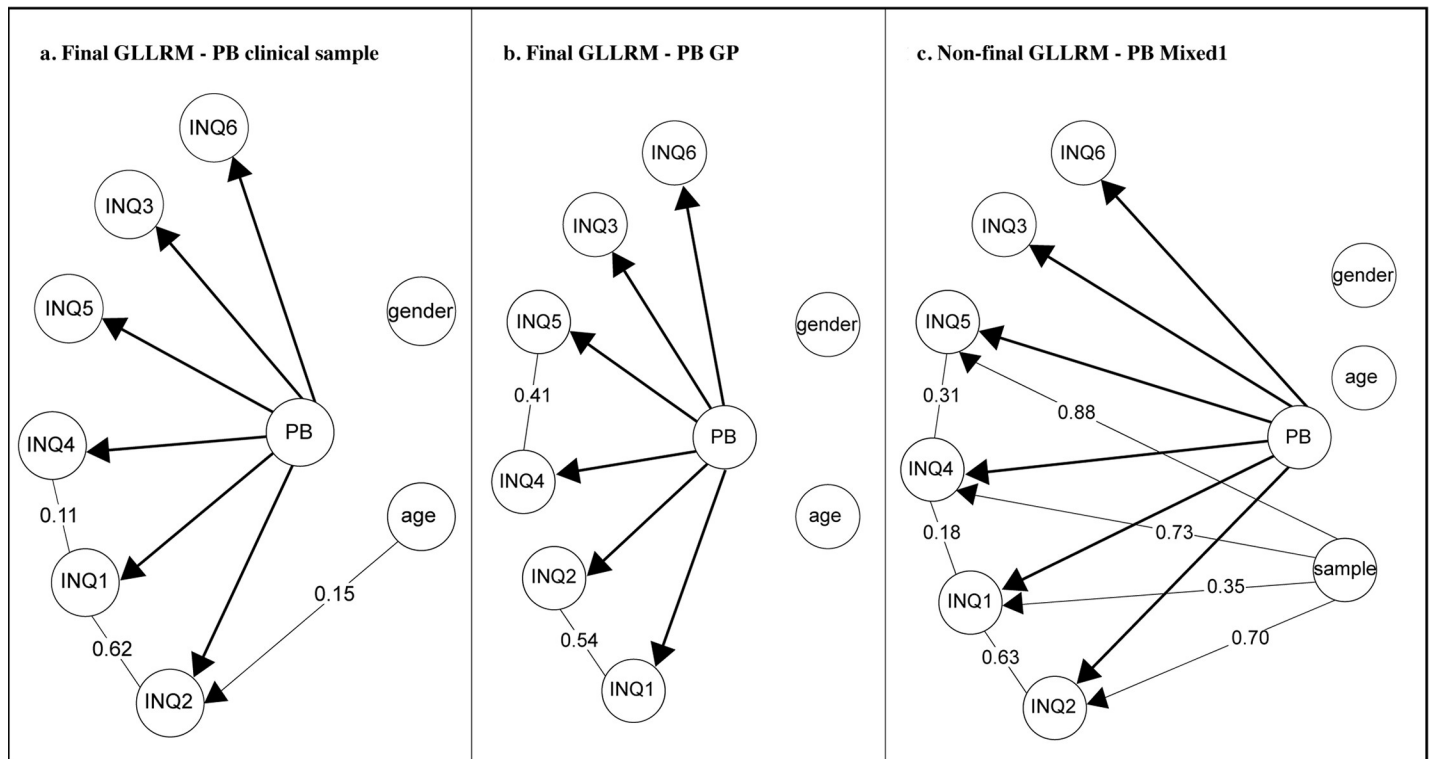 a. Final GLLRM - PB clinical sample
INQ6
INQ3
INQ5
gender
PB
INQ4
age
0.11
INQ1
0.15
0.62
INQ2
b. Final GLLRM - PB GP
INQ6
INQ3
INQ5
gender
0.41
PB
INQ4
age
INQ2
0.54
INQ1
c. Non-final GLLRM - PB Mixed1
INQ6
INQ3
gender
INQ5
age
0.31
0.88
PB
INQ4
0.18
0.73
sample
0.35
INQ1
0.70
0.63
INQ2